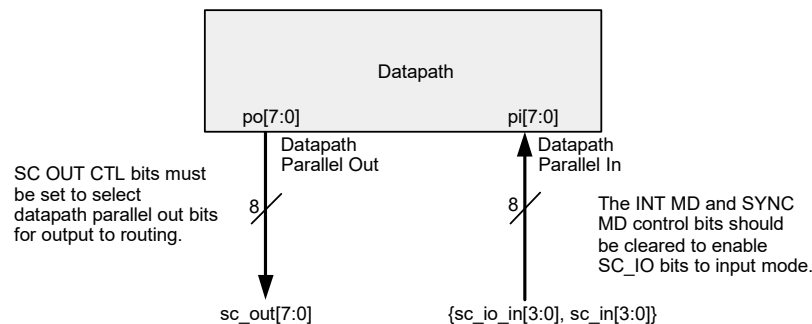 Datapath
po[7:0]
pi[7:0]
Datapath
Parallel Out
Datapath
Parallel In
SC OUT CTL bits must
be set to select
datapath parallel out bits
for output to routing.
8
8
The INT MD and SYNC
MD control bits should
be cleared to enable
SC_IO bits to input mode.
sc_out[7:0]
{sc_io_in[3:0], sc_in[3:0]}